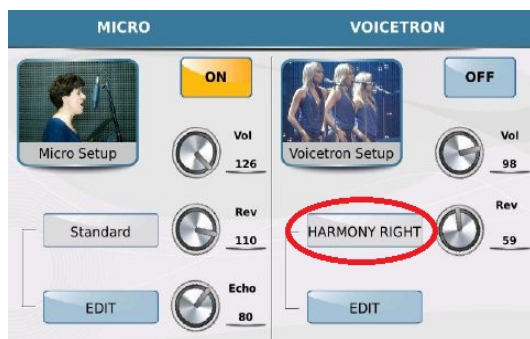 MICRO
VOICETRON
ON
OFF
Vol
126
Micro Setup
Vol
98
Voicetron Setup
Rev
110
Standard
Rev
59
HARMONY RIGHT
Echo
80
EDIT
EDIT